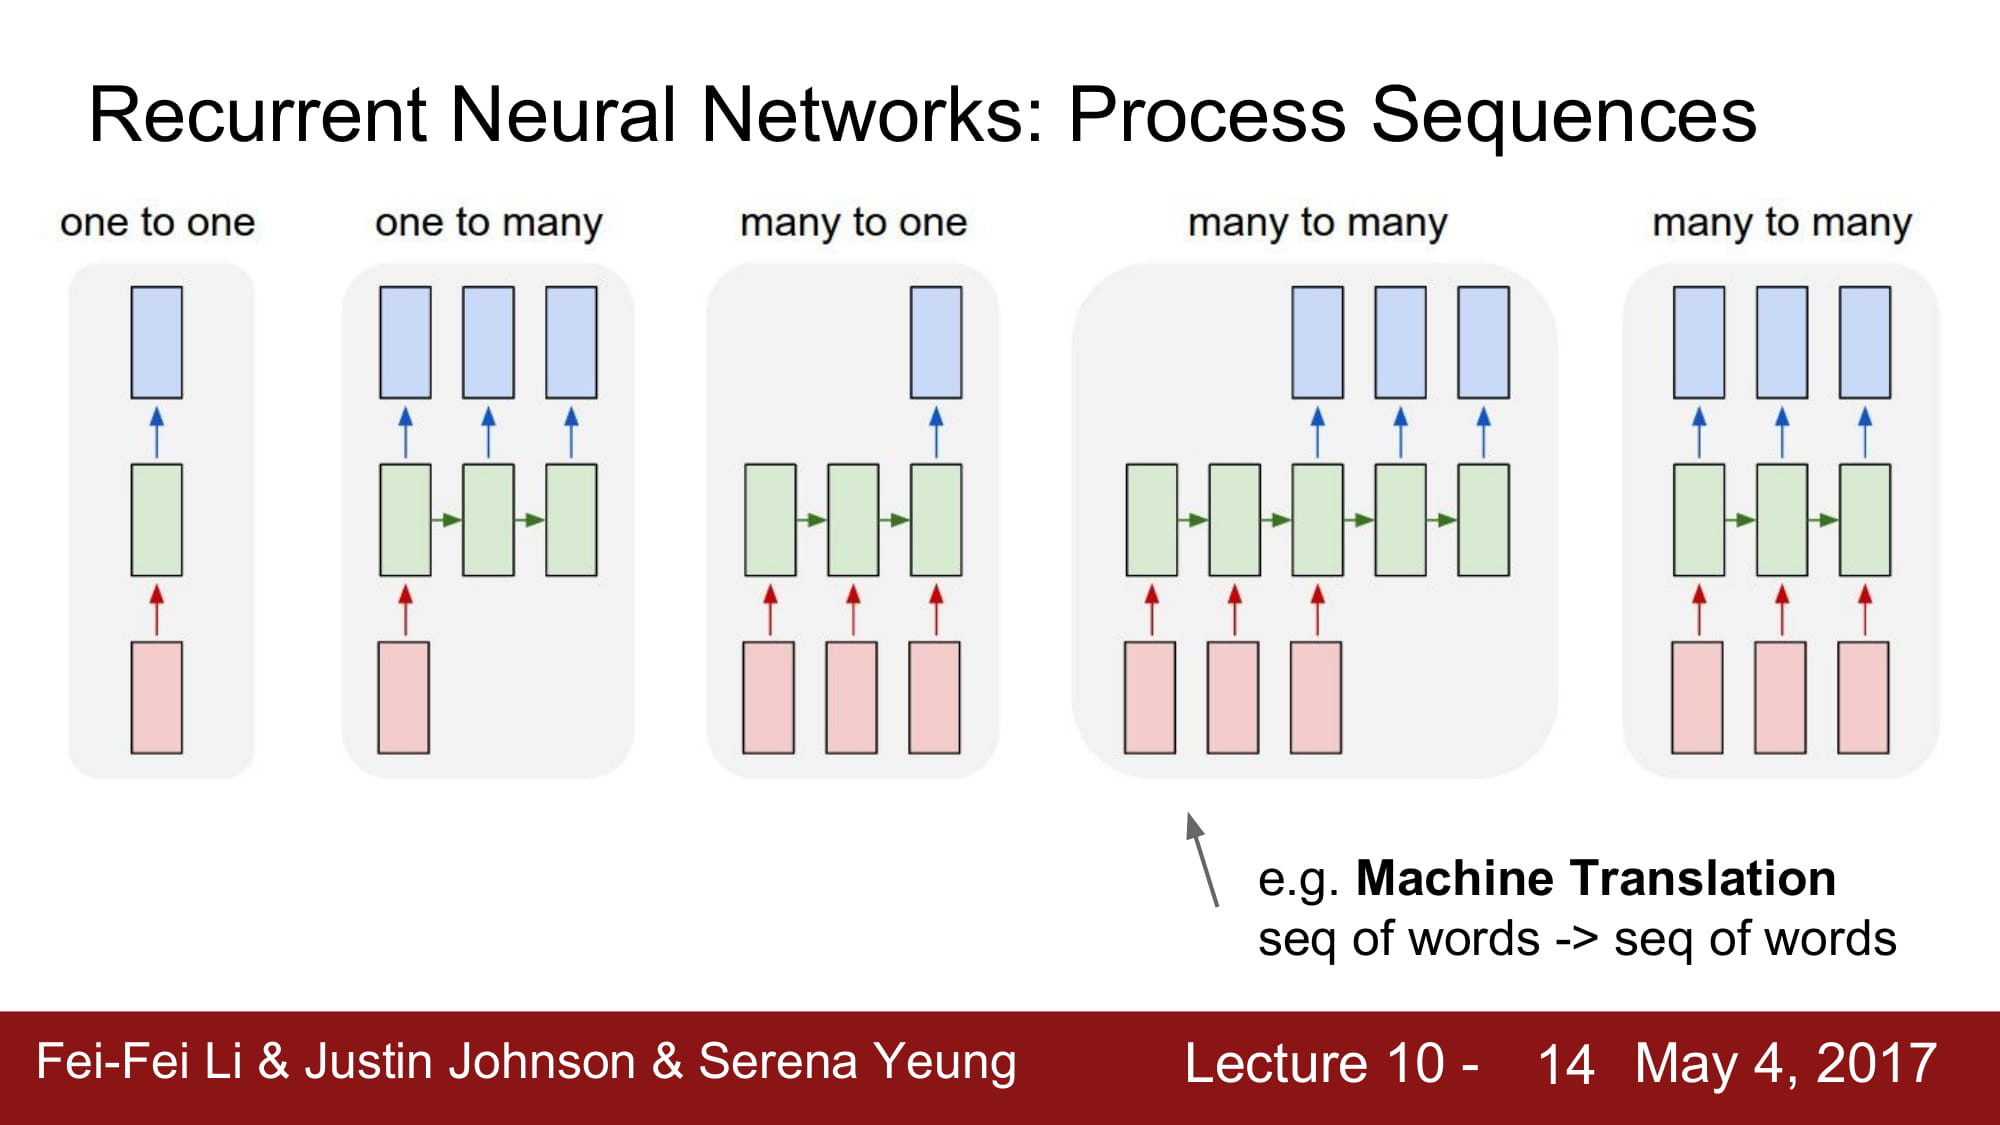 Recurrent Neural Networks: Process Sequences
one to one
one to many
many to one
many to many
many to many
e.g. Machine Translation
seq of words -> seq of words
Fei-Fei Li & Justin Johnson & Serena Yeung
Lecture 10 - 14 May 4, 2017